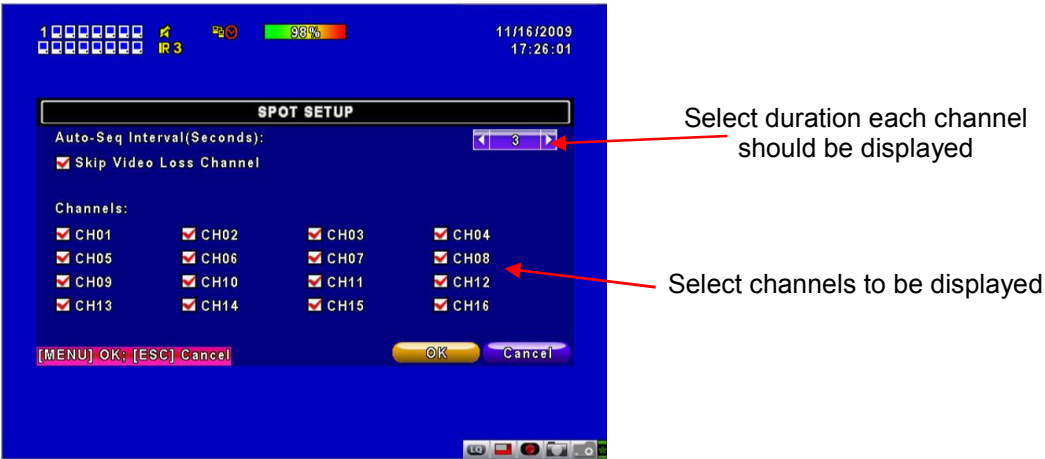 1
IR 3
98%
11/16/2009
17:26:01
SPOT SETUP
Auto-Seq Interval(Seconds):
3
Skip Video Loss Channel
Channels:
CH01 CH02 CH03 CH04
CH05 CH06 CH07 CH08
CH09 CH10 CH11 CH12
CH13 CH14 CH15 CH16
[MENU] OK; [ESC] Cancel
OK
Cancel
LQ
Select duration each channel
should be displayed
Select channels to be displayed